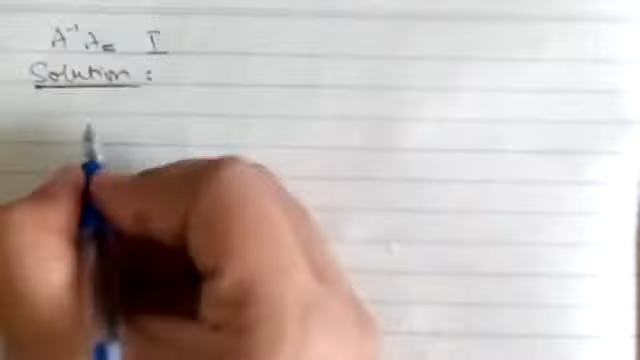 A⁻¹A = I
Solution :